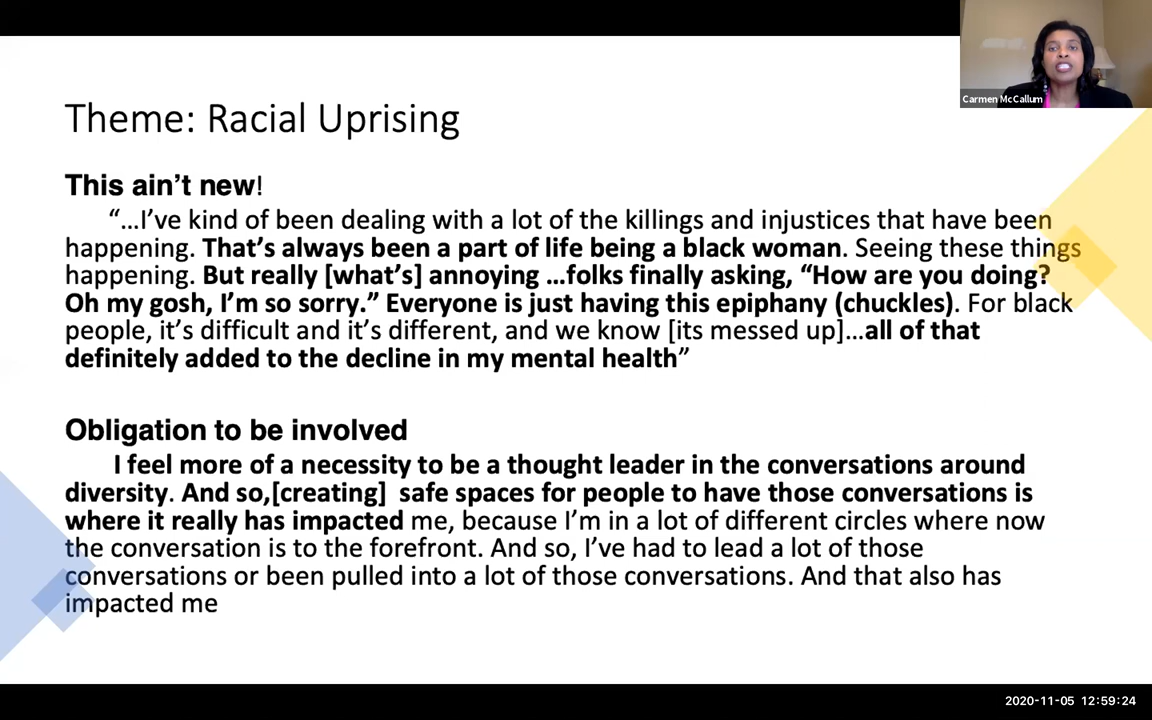 Carmen McCallum
Theme: Racial Uprising
This ain’t new!
“…I’ve kind of been dealing with a lot of the killings and injustices that have been
happening. That’s always been a part of life being a black woman. Seeing these things
happening. But really [what’s] annoying …folks finally asking, “How are you doing?
Oh my gosh, I’m so sorry.” Everyone is just having this epiphany (chuckles). For black
people, it’s difficult and it’s different, and we know [its messed up]…all of that
definitely added to the decline in my mental health”
Obligation to be involved
I feel more of a necessity to be a thought leader in the conversations around
diversity. And so,[creating] safe spaces for people to have those conversations is
where it really has impacted me, because I’m in a lot of different circles where now
the conversation is to the forefront. And so, I’ve had to lead a lot of those
conversations or been pulled into a lot of those conversations. And that also has
impacted me
2020-11-05 12:59:24